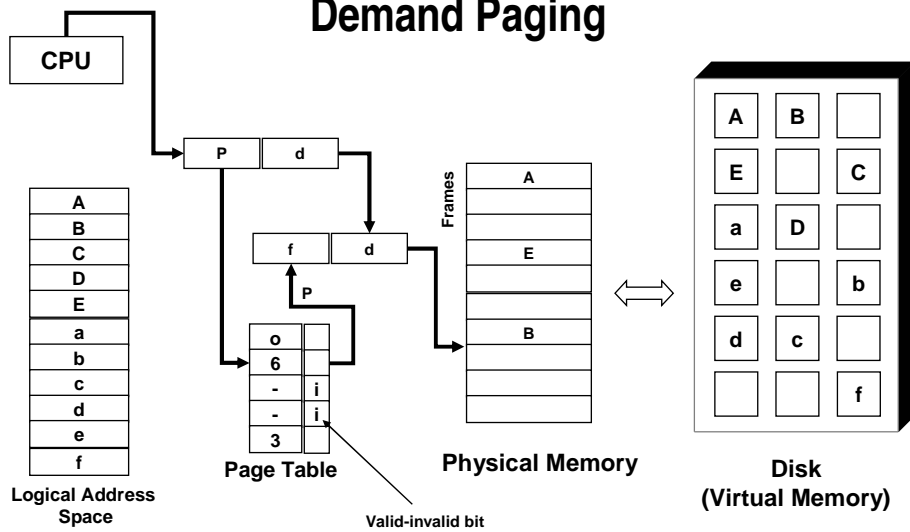 Demand Paging
CPU
P d
A
B
C
D
E
a
b
c
d
e
f
Logical Address
Space
f d
P
o
6
- i
- i
3
Page Table
Valid-invalid bit
Frames
A
E
B
Physical Memory
A B
E C
a D
e b
d c
f
Disk
(Virtual Memory)